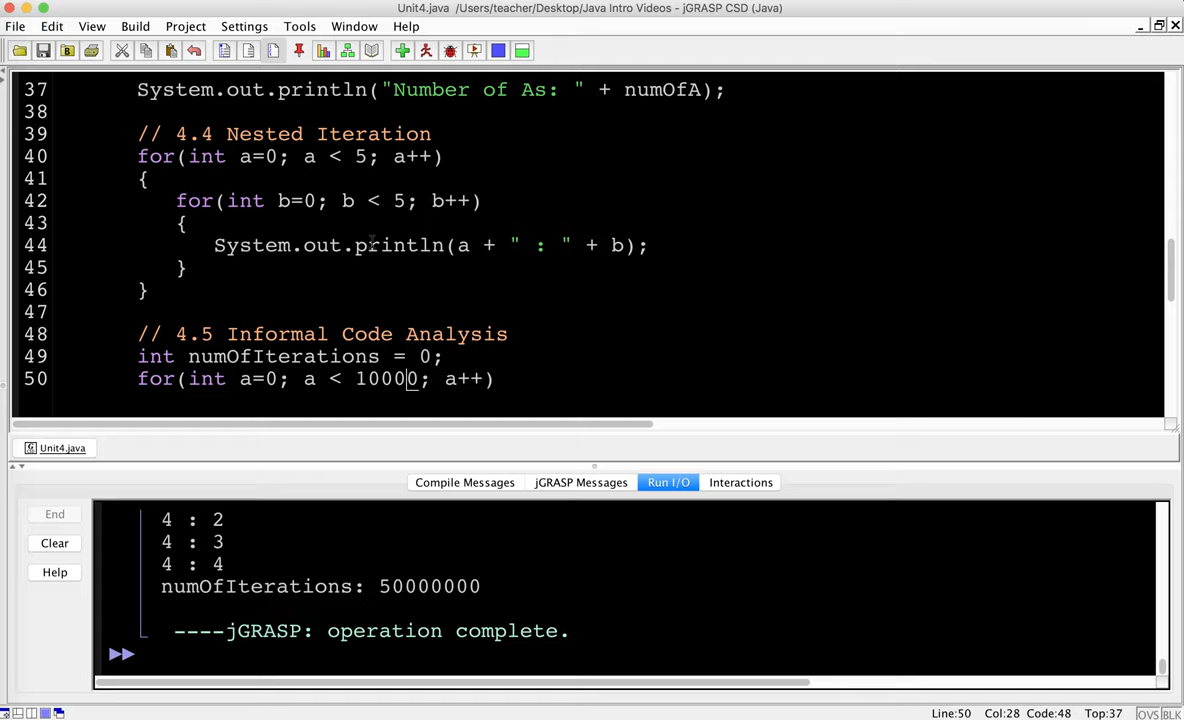 Unit4.java /Users/teacher/Desktop/Java Intro Videos - jGRASP CSD (Java)
File Edit View Build Project Settings Tools Window Help
37 System.out.println("Number of As: " + numOfA);
38
39 // 4.4 Nested Iteration
40 for(int a=0; a < 5; a++)
41 {
42 for(int b=0; b < 5; b++)
43 {
44 System.out.println(a + " : " + b);
45 }
46 }
47
48 // 4.5 Informal Code Analysis
49 int numOfIterations = 0;
50 for(int a=0; a < 10000; a++)
Unit4.java
Compile Messages jGRASP Messages Run I/O Interactions
End
Clear
Help
4 : 2
4 : 3
4 : 4
numOfIterations: 50000000
----jGRASP: operation complete.
Line:50 Col:28 Code:48 Top:37 OVS BLK